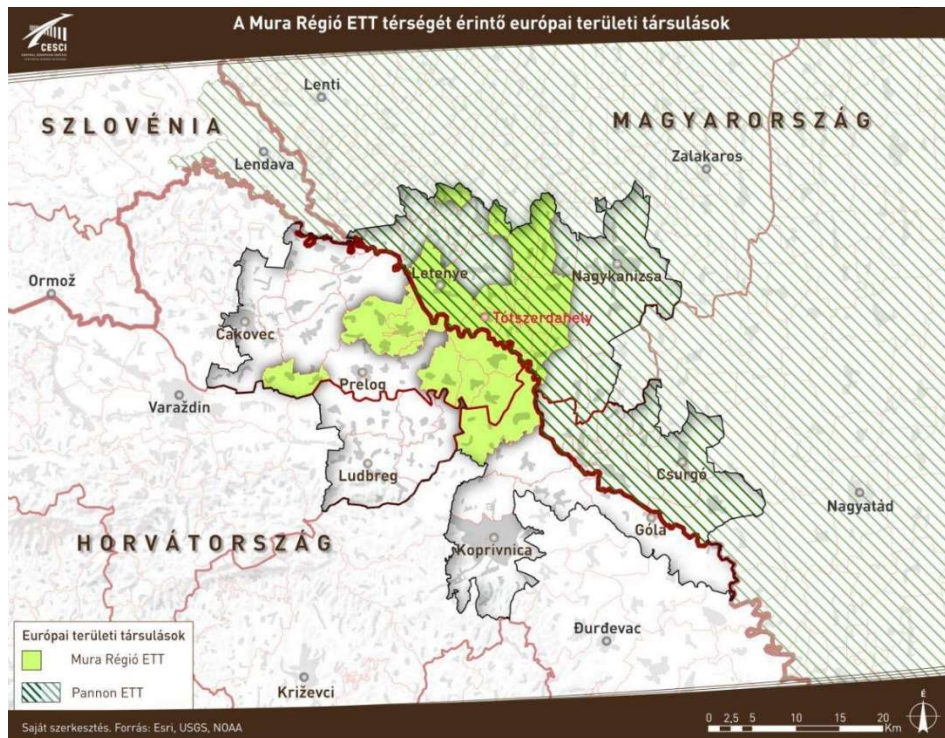 A Mura Régió ETT térségét érintő európai területi társulások
CESCI
Lenti
SZLOVÉNIA
MAGYARORSZÁG
Lendava
Zalakaros
Ormož
Letenye
Nagykanizsa
Tótszerdahely
Čakovec
Prelog
Varaždin
Ludbreg
Csurgó
Nagyatád
Góla
HORVÁTORSZÁG
Koprivnica
Đurđevac
Križevci
Európai területi társulások
Mura Régió ETT
Pannon ETT
Saját szerkesztés. Forrás: Esri, USGS, NOAA
0 2,5 5 10 15 20
Km
É